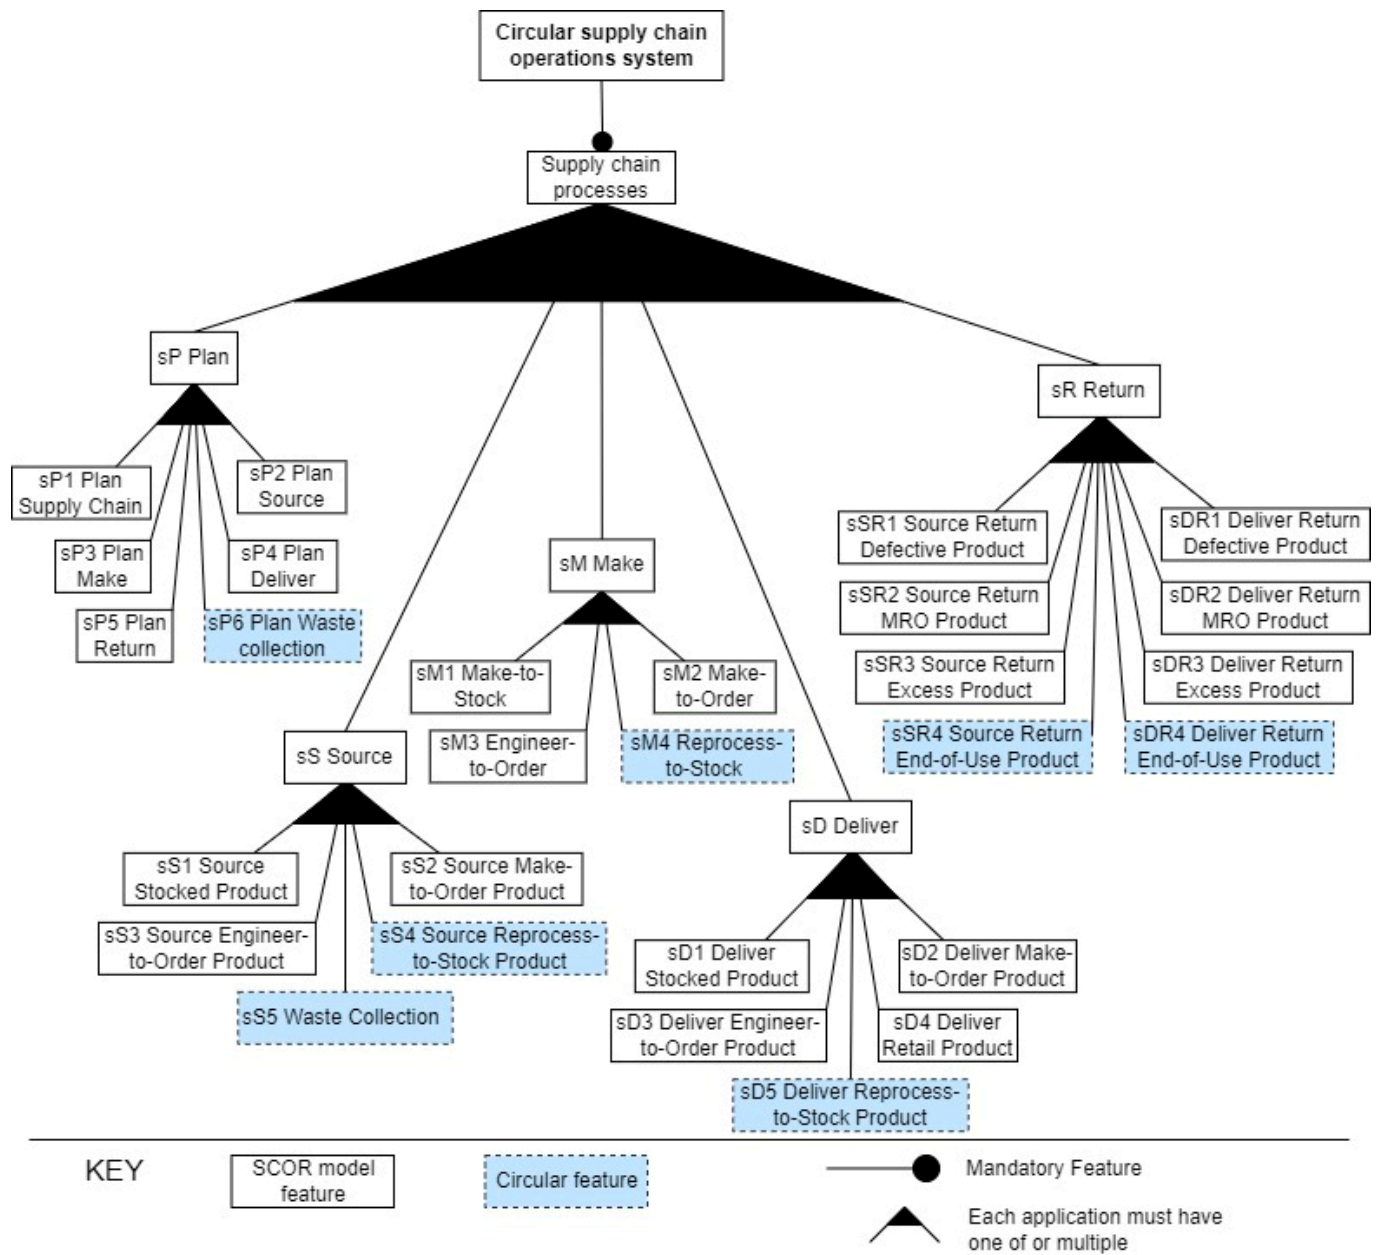 Circular supply chain
operations system
Supply chain
processes
sP Plan
sP1 Plan
Supply Chain
sP2 Plan
Source
sP3 Plan
Make
sP4 Plan
Deliver
sP5 Plan
Return
sP6 Plan Waste
collection
sS Source
sS1 Source
Stocked Product
sS2 Source Make-
to-Order Product
sS3 Source Engineer-
to-Order Product
sS4 Source Reprocess-
to-Stock Product
sS5 Waste Collection
sM Make
sM1 Make-to-
Stock
sM2 Make-
to-Order
sM3 Engineer-
to-Order
sM4 Reprocess-
to-Stock
sD Deliver
sD1 Deliver
Stocked Product
sD2 Deliver Make-
to-Order Product
sD3 Deliver Engineer-
to-Order Product
sD4 Deliver
Retail Product
sD5 Deliver Reprocess-
to-Stock Product
sR Return
sSR1 Source Return
Defective Product
sDR1 Deliver Return
Defective Product
sSR2 Source Return
MRO Product
sDR2 Deliver Return
MRO Product
sSR3 Source Return
Excess Product
sDR3 Deliver Return
Excess Product
sSR4 Source Return
End-of-Use Product
sDR4 Deliver Return
End-of-Use Product
KEY
SCOR model
feature
Circular feature
Mandatory Feature
Each application must have
one of or multiple